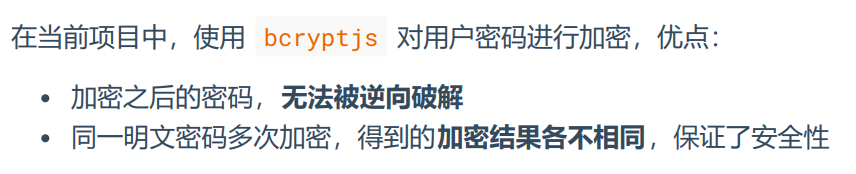 在当前项目中，使用 bcryptjs 对用户密码进行加密，优点：
• 加密之后的密码，无法被逆向破解
• 同一明文密码多次加密，得到的加密结果各不相同，保证了安全性